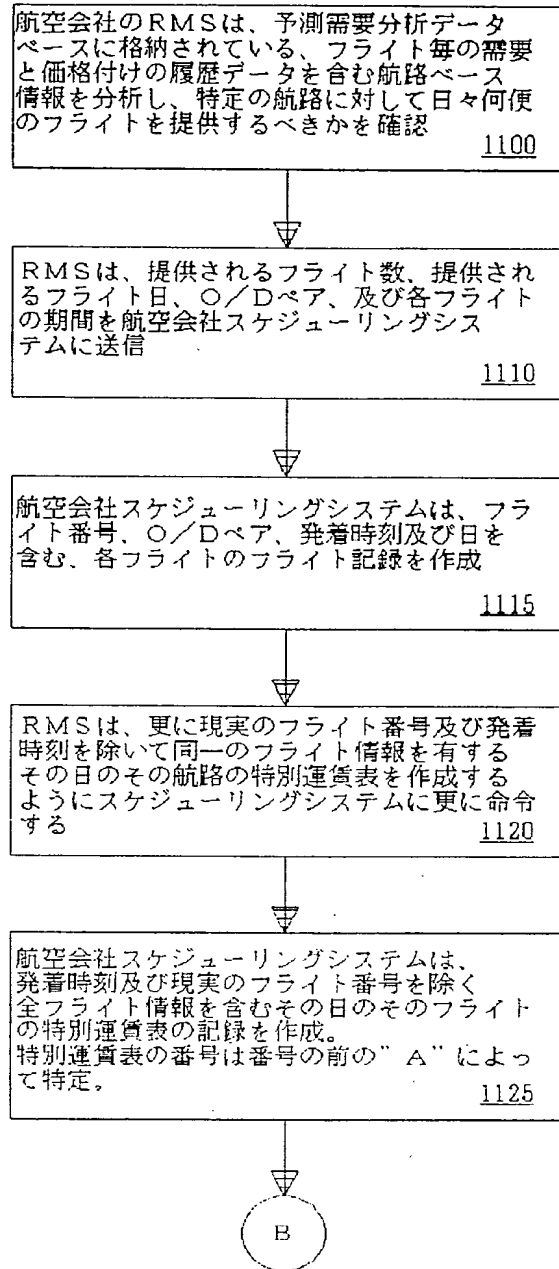 航空会社のRMSは、予測需要分析データ
ベースに格納されている、フライト毎の需要
と価格付けの履歴データを含む航路ベース
情報を分析し、特定の航路に対して日々何便
のフライトを提供するべきかを確認
1100
RMSは、提供されるフライト数、提供され
るフライト日、O/Dペア、及び各フライト
の期間を航空会社スケジューリングシス
テムに送信
1110
航空会社スケジューリングシステムは、フラ
イト番号、O/Dペア、発着時刻及び日を
含む、各フライトのフライト記録を作成
1115
RMSは、更に現実のフライト番号及び発着
時刻を除いて同一のフライト情報を有する
その日のその航路の特別運賃表を作成する
ようにスケジューリングシステムに更に命令
する
1120
航空会社スケジューリングシステムは、
発着時刻及び現実のフライト番号を除く
全フライト情報を含むその日のそのフライト
の特別運賃表の記録を作成。
特別運賃表の番号は番号の前の"A"によっ
て特定。
1125
B